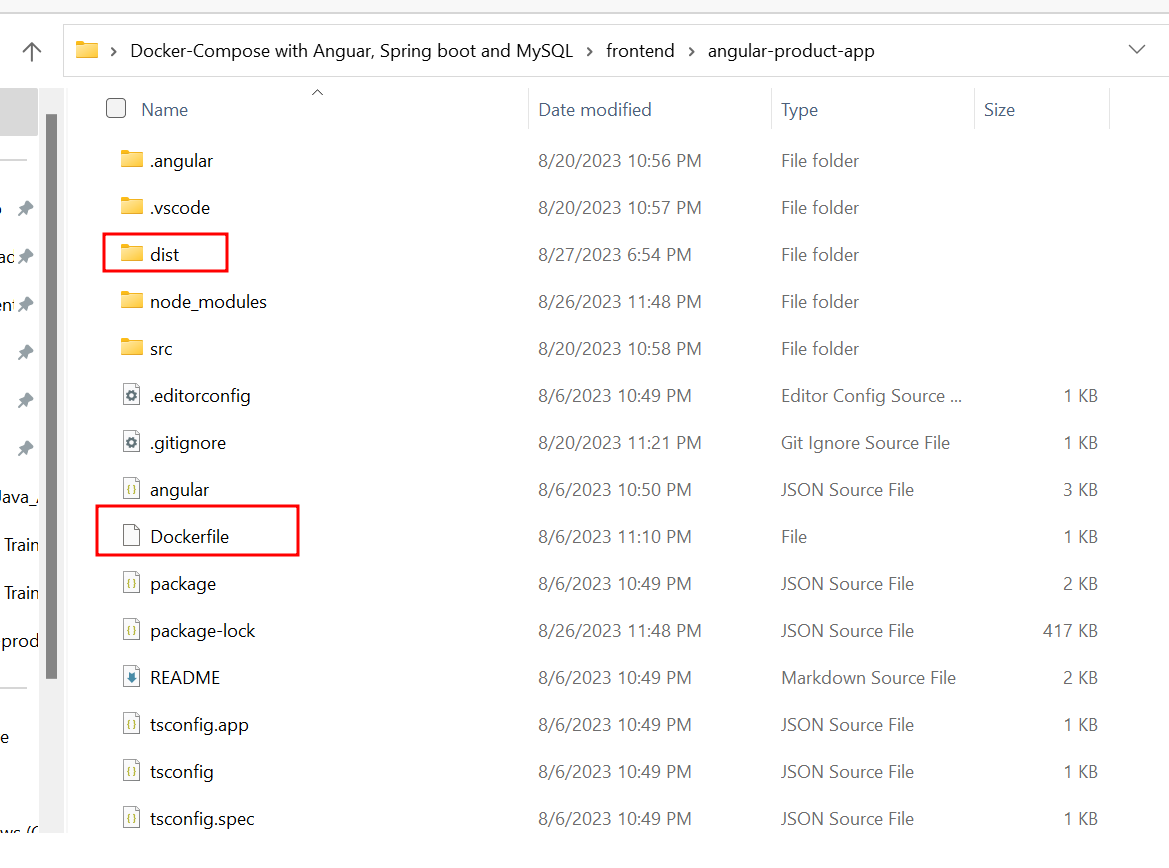 Docker-Compose with Anguar, Spring boot and MySQL > frontend > angular-product-app
Name Date modified Type Size
.angular 8/20/2023 10:56 PM File folder
.vscode 8/20/2023 10:57 PM File folder
dist 8/27/2023 6:54 PM File folder
node_modules 8/26/2023 11:48 PM File folder
src 8/20/2023 10:58 PM File folder
.editorconfig 8/6/2023 10:49 PM Editor Config Source ... 1 KB
.gitignore 8/20/2023 11:21 PM Git Ignore Source File 1 KB
angular 8/6/2023 10:50 PM JSON Source File 3 KB
Dockerfile 8/6/2023 11:10 PM File 1 KB
package 8/6/2023 10:49 PM JSON Source File 2 KB
package-lock 8/26/2023 11:48 PM JSON Source File 417 KB
README 8/6/2023 10:49 PM Markdown Source File 2 KB
tsconfig.app 8/6/2023 10:49 PM JSON Source File 1 KB
tsconfig 8/6/2023 10:49 PM JSON Source File 1 KB
tsconfig.spec 8/6/2023 10:49 PM JSON Source File 1 KB
Train
Train
prod